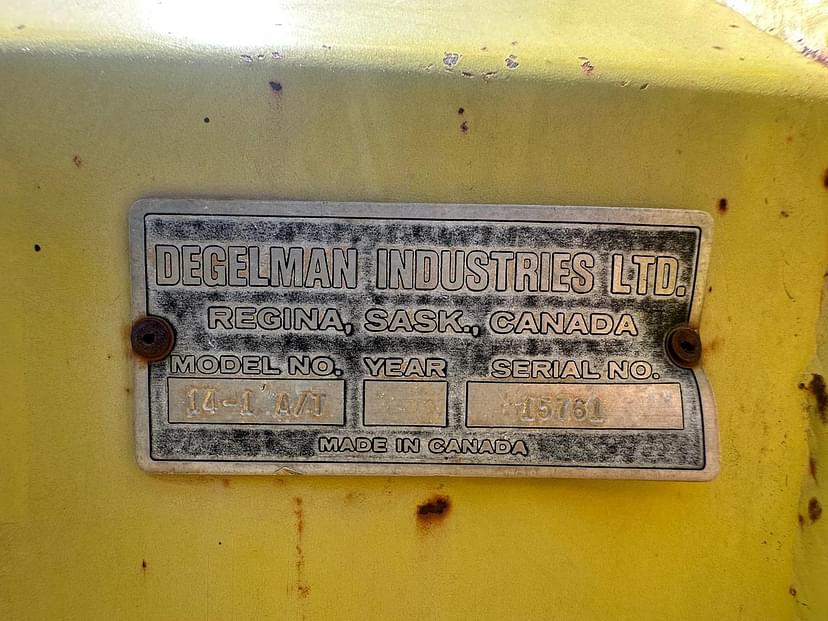 DEGELMAN INDUSTRIES LTD.
REGINA, SASK., CANADA
MODEL NO. YEAR SERIAL NO.
14-1 A/T 15761
MADE IN CANADA